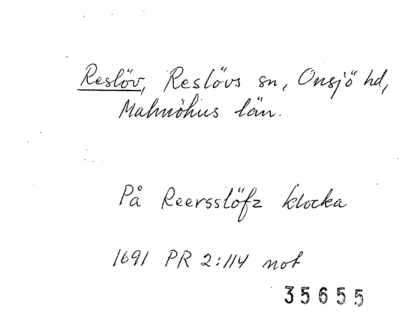 Reslöv, Reslövs sn, Onsjö hd,
Malmöhus län.
På Reersslöfz klocka
1691 PR 2:114 not
35655